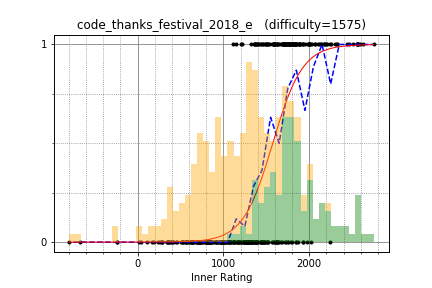 code_thanks_festival_2018_e (difficulty=1575)
1
0
0 1000 2000
Inner Rating